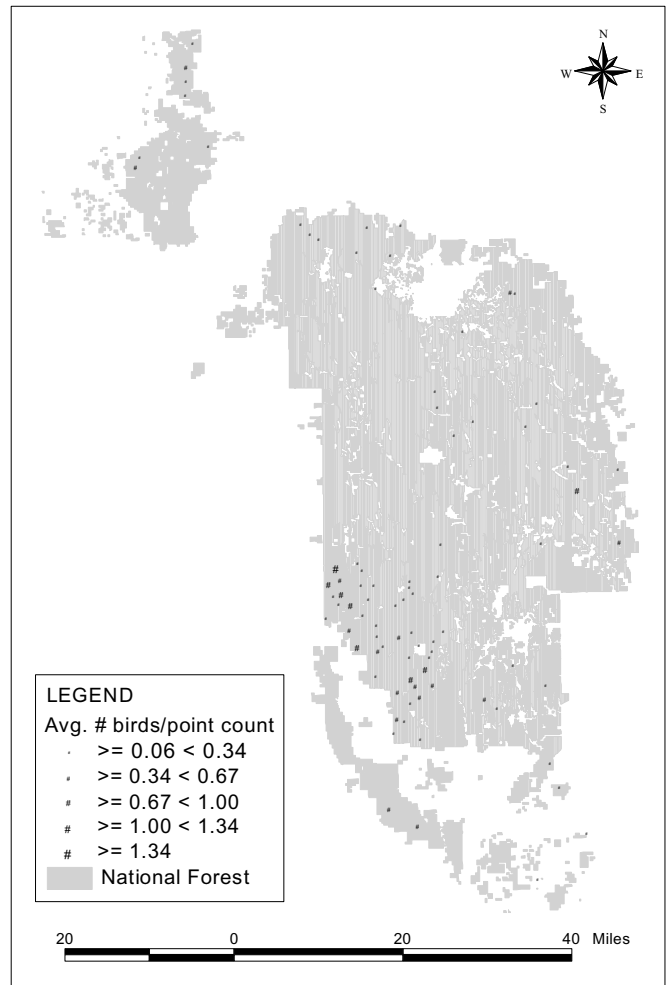 N
W E
S
LEGEND
Avg. # birds/point count
# >= 0.06 < 0.34
# >= 0.34 < 0.67
# >= 0.67 < 1.00
# >= 1.00 < 1.34
# >= 1.34
National Forest
20 0 20 40 Miles